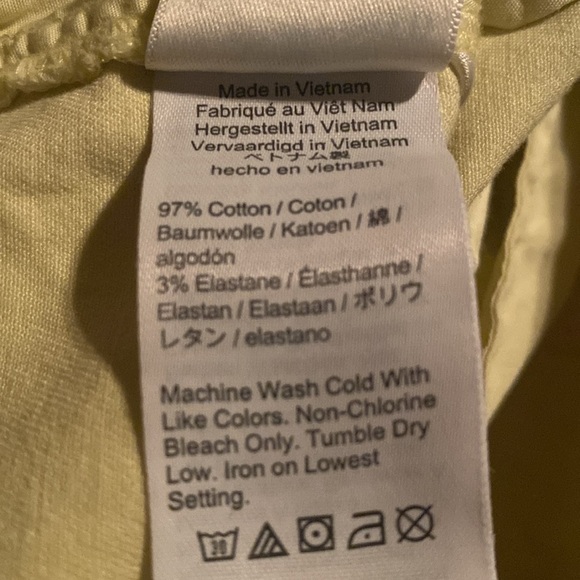 Made in Vietnam
Fabriqué au Viêt Nam
Hergestellt in Vietnam
Vervaardigd in Vietnam
ベトナム製
hecho en vietnam
97% Cotton / Coton /
Baumwolle / Katoen / 綿 /
algodón
3% Elastane / Élasthanne /
Elastan / Elastaan / ポリウ
レタン / elastano
Machine Wash Cold With
Like Colors. Non-Chlorine
Bleach Only. Tumble Dry
Low. Iron on Lowest
Setting.
30